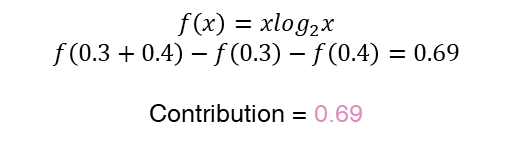 f(x) = xlog₂x
f(0.3 + 0.4) − f(0.3) − f(0.4) = 0.69
Contribution = 0.69